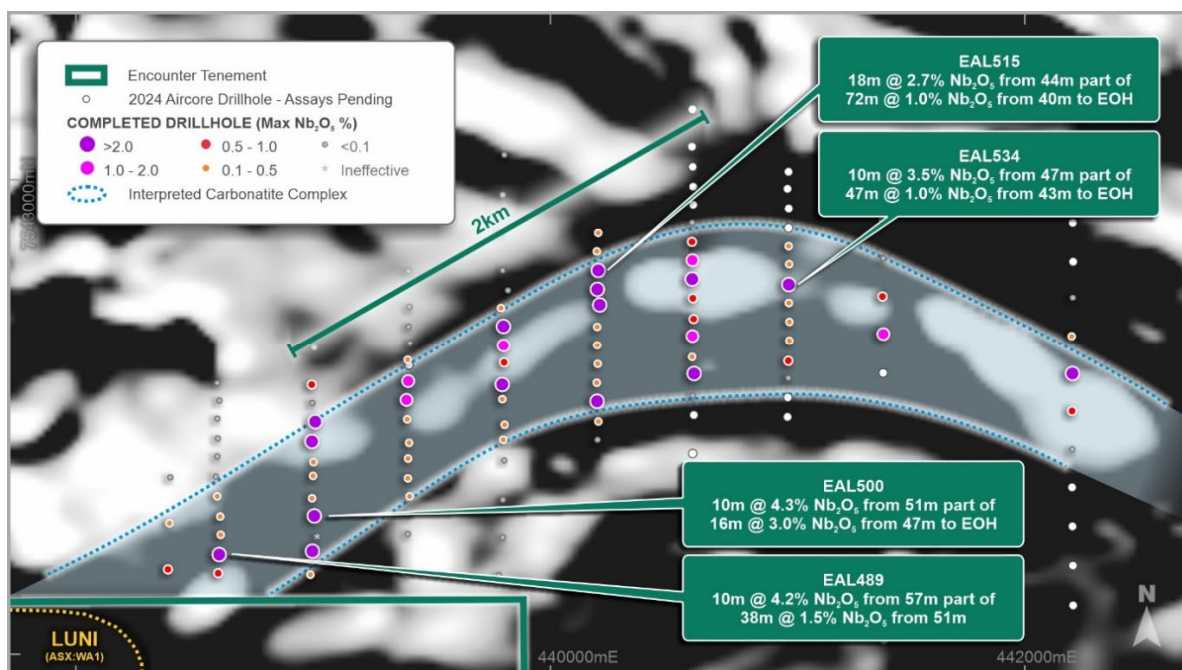 Encounter Tenement
2024 Aircore Drillhole - Assays Pending
COMPLETED DRILLHOLE (Max Nb₂O₅ %)
>2.0
0.5 - 1.0
<0.1
1.0 - 2.0
0.1 - 0.5
Ineffective
Interpreted Carbonatite Complex
7513000mN
2km
EAL515
18m @ 2.7% Nb₂O₅ from 44m part of
72m @ 1.0% Nb₂O₅ from 40m to EOH
EAL534
10m @ 3.5% Nb₂O₅ from 47m part of
47m @ 1.0% Nb₂O₅ from 43m to EOH
EAL500
10m @ 4.3% Nb₂O₅ from 51m part of
16m @ 3.0% Nb₂O₅ from 47m to EOH
EAL489
10m @ 4.2% Nb₂O₅ from 57m part of
38m @ 1.5% Nb₂O₅ from 51m
N
LUNI
(ASX:WA1)
440000mE
442000mE